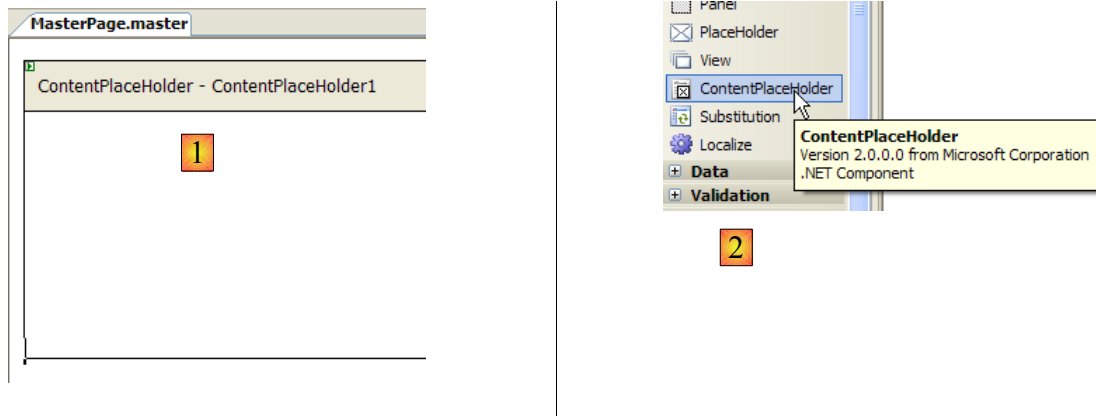 MasterPage.master
ContentPlaceHolder - ContentPlaceHolder1
1
Panel
PlaceHolder
View
ContentPlaceHolder
Substitution
Localize
Data
Validation
ContentPlaceHolder
Version 2.0.0.0 from Microsoft Corporation
.NET Component
2